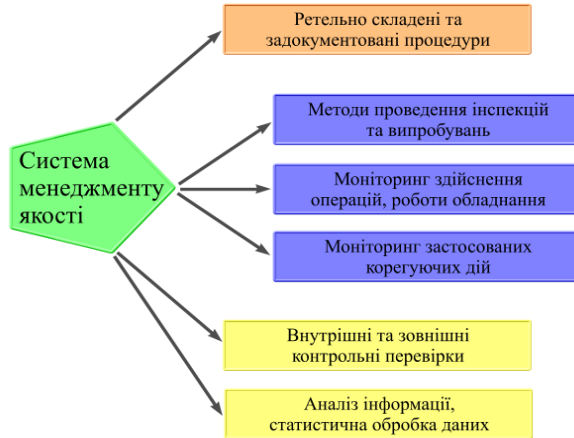 Ретельно складені та
задокументовані процедури
Методи проведення інспекцій
та випробувань
Система
менеджменту
якості
Моніторинг здійснення
операцій, роботи обладнання
Моніторинг застосованих
корегуючих дій
Внутрішні та зовнішні
контрольні перевірки
Аналіз інформації,
статистична обробка даних